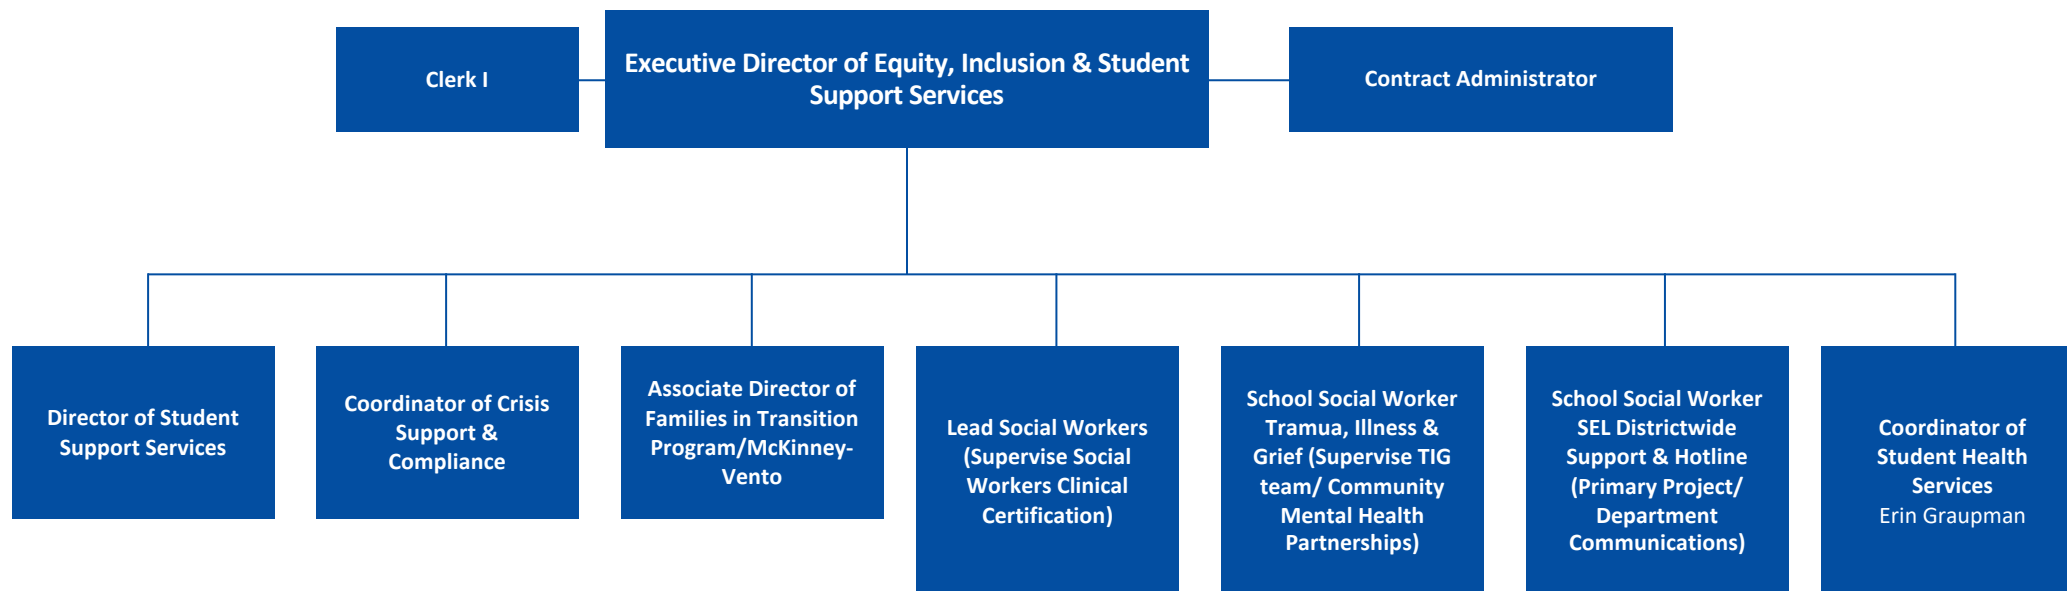 Clerk I
Executive Director of Equity, Inclusion & Student
Support Services
Contract Administrator
Director of Student
Support Services
Coordinator of Crisis
Support &
Compliance
Associate Director of
Families in Transition
Program/McKinney-
Vento
Lead Social Workers
(Supervise Social
Workers Clinical
Certification)
School Social Worker
Tramua, Illness &
Grief (Supervise TIG
team/ Community
Mental Health
Partnerships)
School Social Worker
SEL Districtwide
Support & Hotline
(Primary Project/
Department
Communications)
Coordinator of
Student Health
Services
Erin Graupman